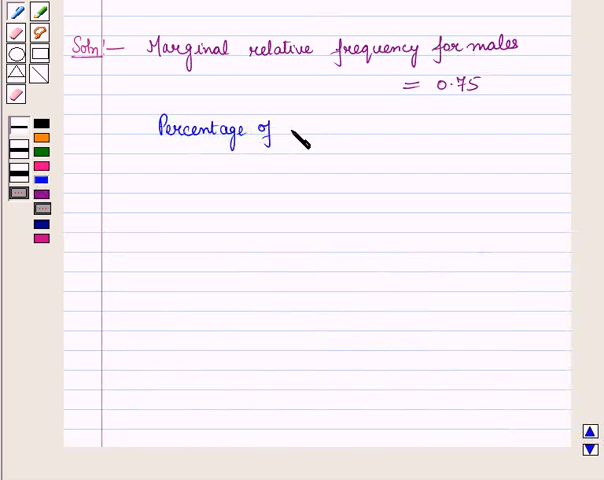 Soln:- Marginal relative frequency for males
= 0.75
Percentage of